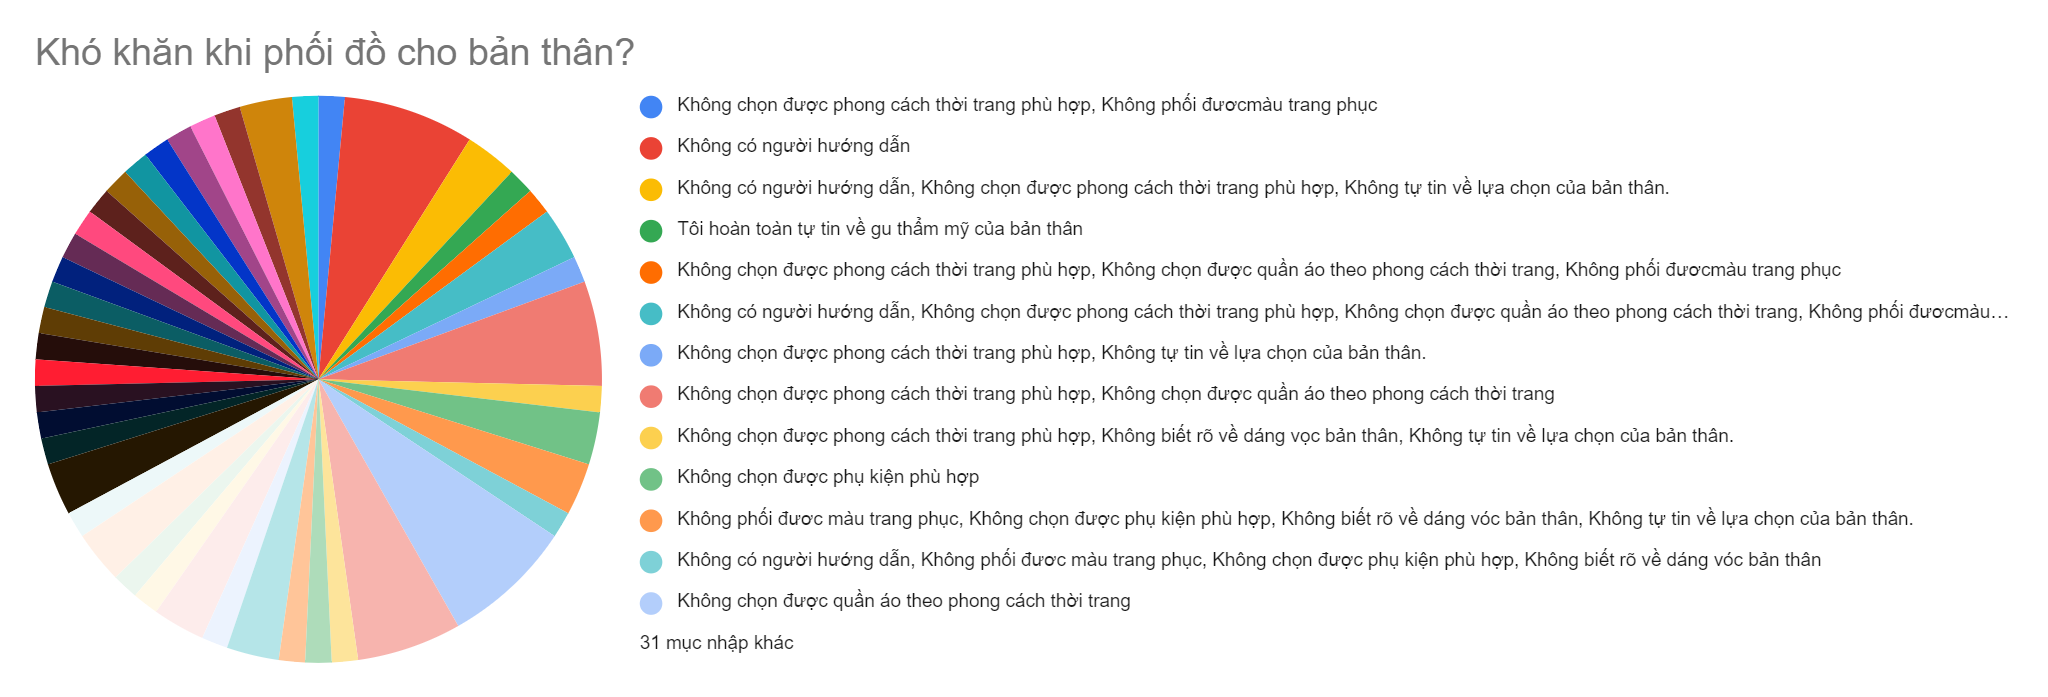 Khó khăn khi phối đồ cho bản thân?
Không chọn được phong cách thời trang phù hợp, Không phối đươcmàu trang phục
Không có người hướng dẫn
Không có người hướng dẫn, Không chọn được phong cách thời trang phù hợp, Không tự tin về lựa chọn của bản thân.
Tôi hoàn toàn tự tin về gu thẩm mỹ của bản thân
Không chọn được phong cách thời trang phù hợp, Không chọn được quần áo theo phong cách thời trang, Không phối đươcmàu trang phục
Không có người hướng dẫn, Không chọn được phong cách thời trang phù hợp, Không chọn được quần áo theo phong cách thời trang, Không phối đươcmàu…
Không chọn được phong cách thời trang phù hợp, Không tự tin về lựa chọn của bản thân.
Không chọn được phong cách thời trang phù hợp, Không chọn được quần áo theo phong cách thời trang
Không chọn được phong cách thời trang phù hợp, Không biết rõ về dáng vọc bản thân, Không tự tin về lựa chọn của bản thân.
Không chọn được phụ kiện phù hợp
Không phối đươc màu trang phục, Không chọn được phụ kiện phù hợp, Không biết rõ về dáng vóc bản thân, Không tự tin về lựa chọn của bản thân.
Không có người hướng dẫn, Không phối đươc màu trang phục, Không chọn được phụ kiện phù hợp, Không biết rõ về dáng vóc bản thân
Không chọn được quần áo theo phong cách thời trang
31 mục nhập khác